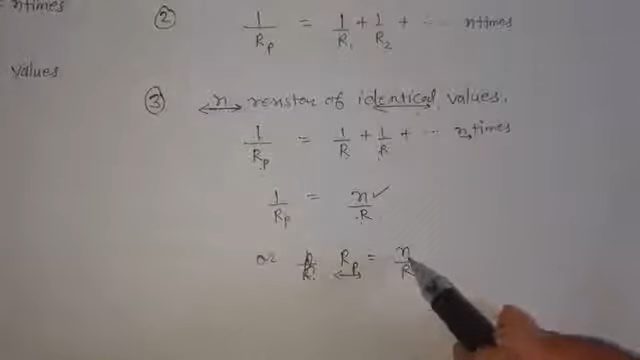 = ntimes
② 1/Rp = 1/R1 + 1/R2 + ··· n times
values
③ n resistor of identical values.
1/Rp = 1/R + 1/R + ··· n times
1/Rp = n/R ✓
or Rp = n/R